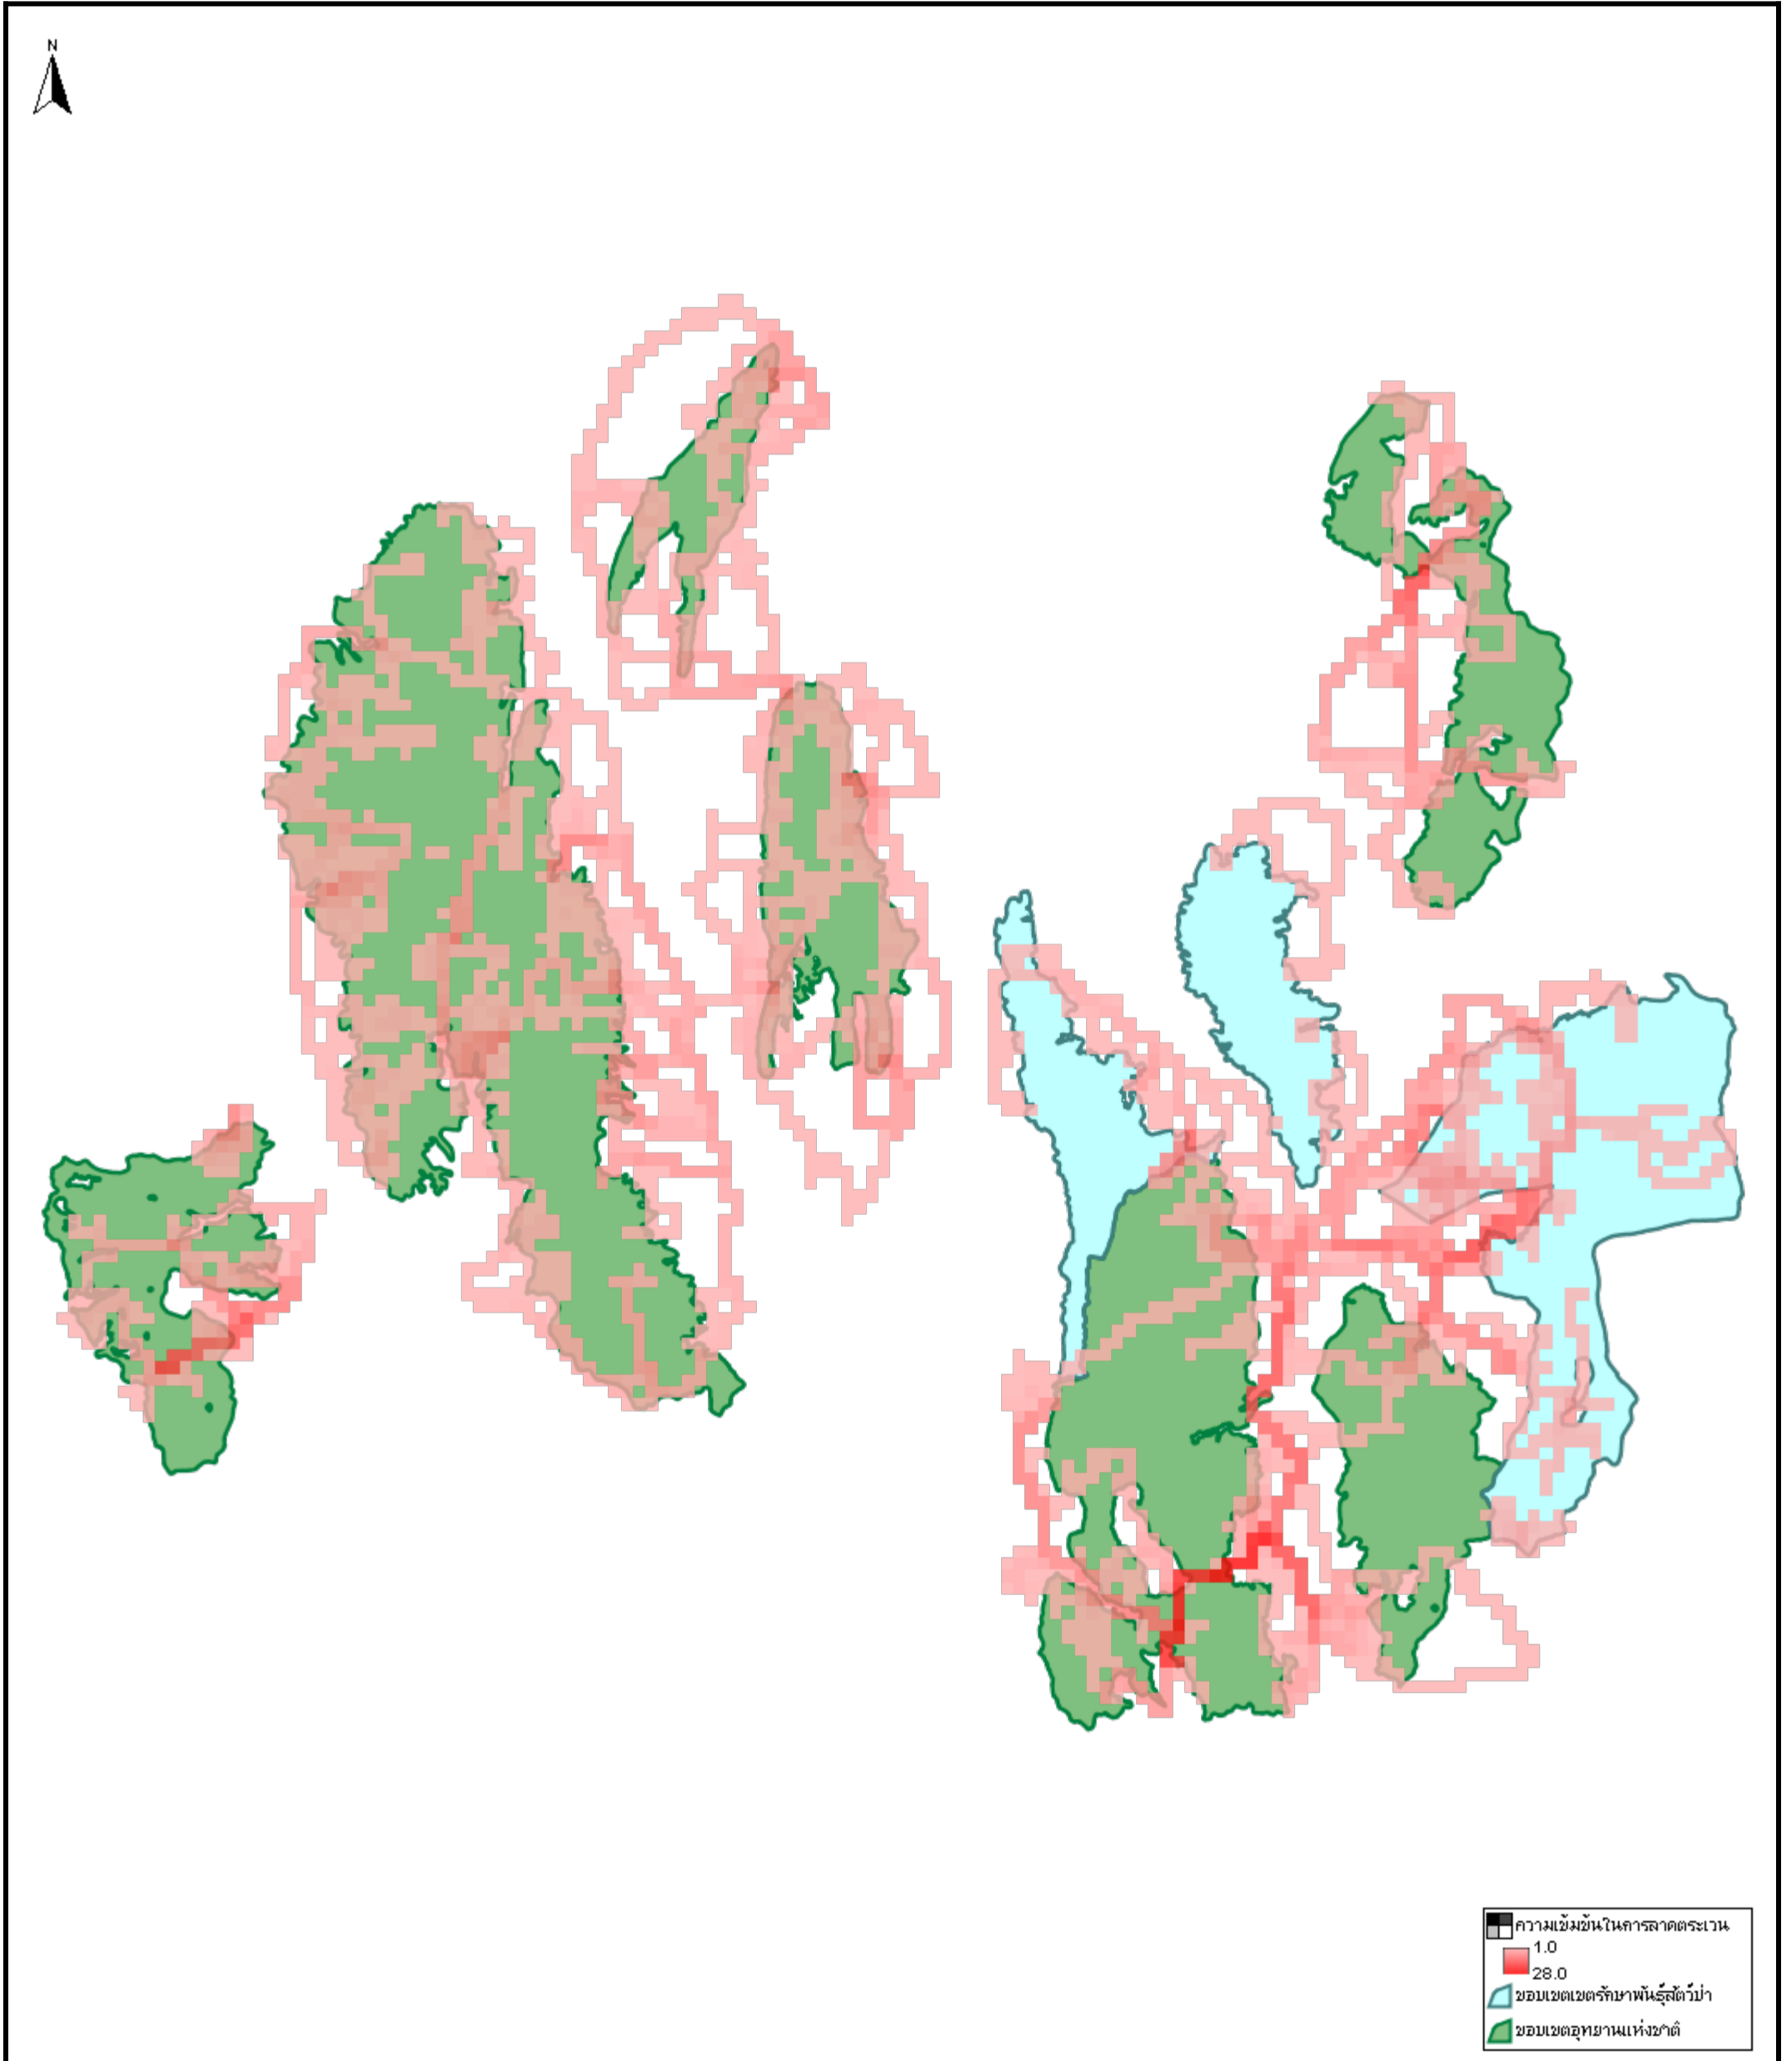 N
ความเข้มข้นในการลาดตระเวน
1.0
28.0
ขอบเขตเขตรักษาพันธุ์สัตว์ป่า
ขอบเขตอุทยานแห่งชาติ